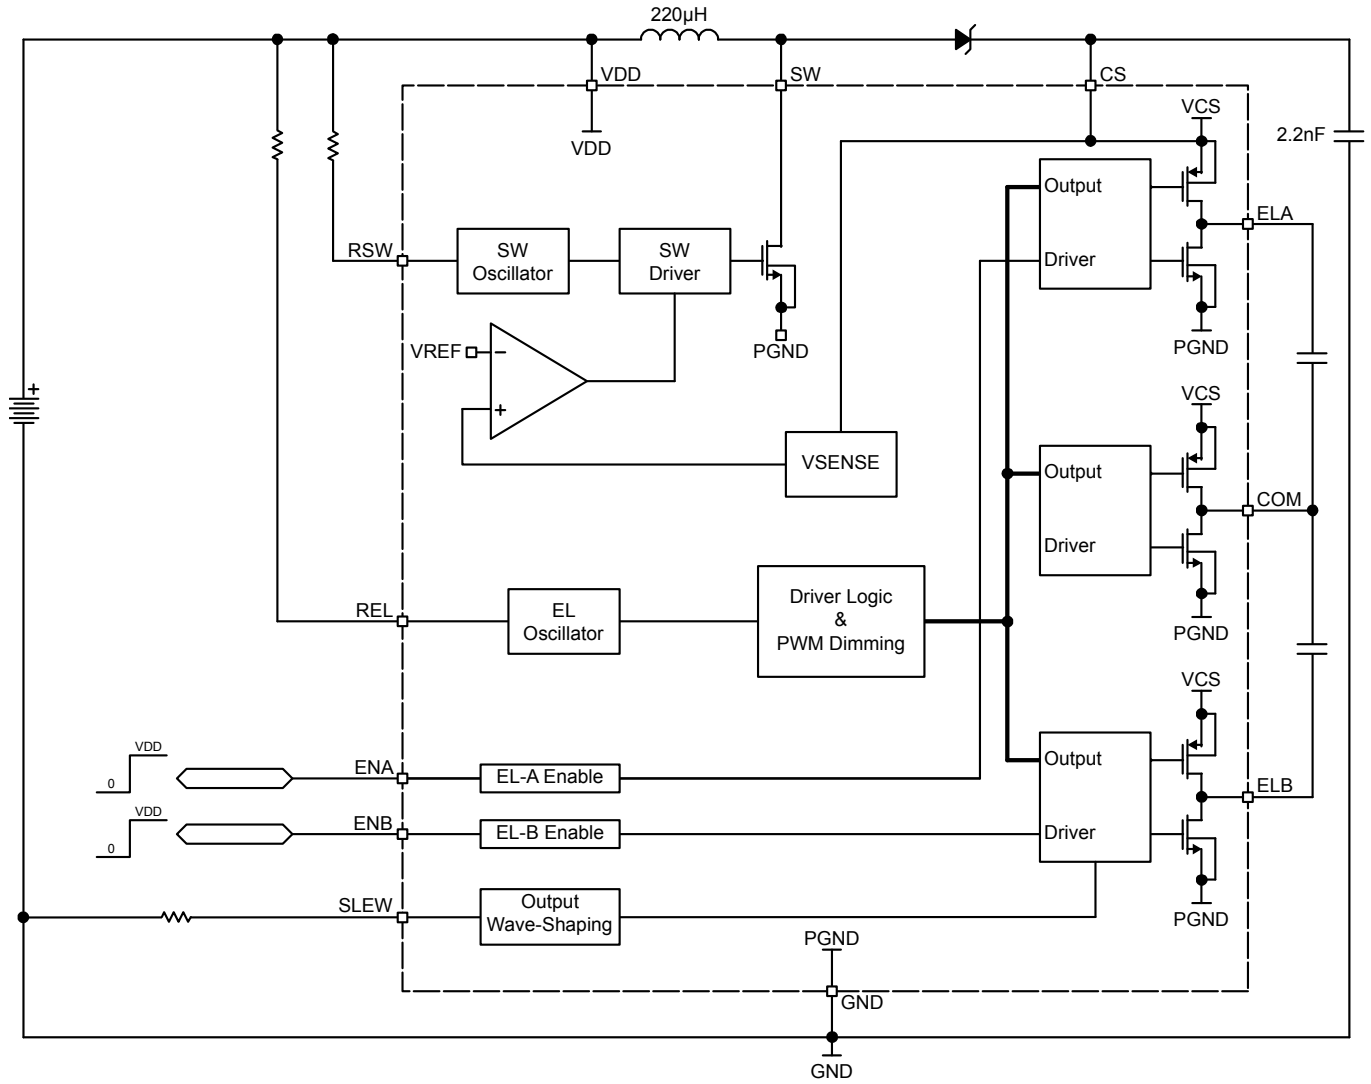 220µH
VDD
SW
CS
VCS
VDD
2.2nF
Output
ELA
RSW
SW
Oscillator
SW
Driver
Driver
VREF
−
PGND
PGND
+
+
VCS
VSENSE
Output
COM
Driver
REL
EL
Oscillator
Driver Logic
&
PWM Dimming
PGND
VCS
VDD
0
ENA
EL-A Enable
Output
ELB
VDD
0
ENB
EL-B Enable
Driver
SLEW
Output
Wave-Shaping
PGND
PGND
GND
GND